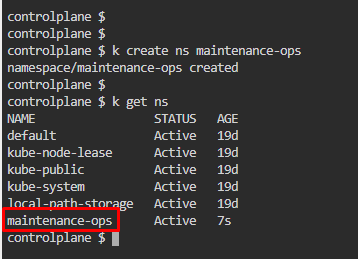 controlplane $
controlplane $
controlplane $ k create ns maintenance-ops
namespace/maintenance-ops created
controlplane $
controlplane $ k get ns
NAME STATUS AGE
default Active 19d
kube-node-lease Active 19d
kube-public Active 19d
kube-system Active 19d
local-path-storage Active 19d
maintenance-ops Active 7s
controlplane $